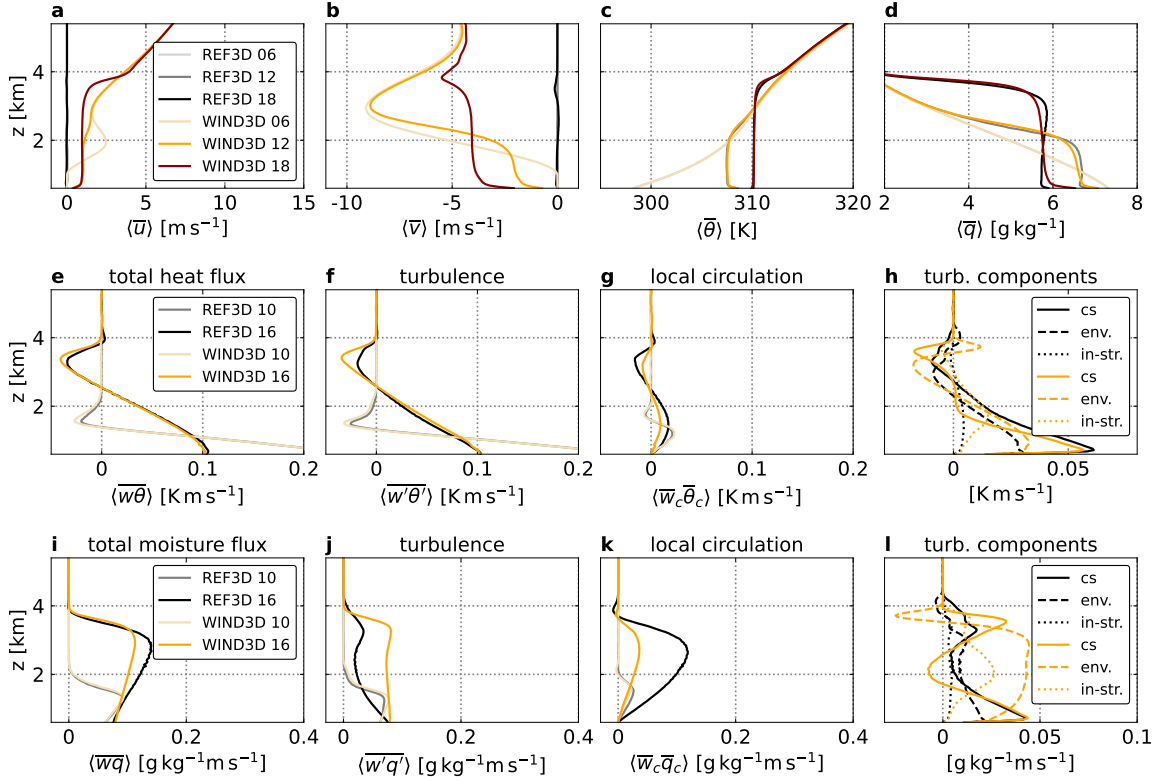 a
b
c
d
z [km]
4
2
REF3D 06
REF3D 12
REF3D 18
WIND3D 06
WIND3D 12
WIND3D 18
0 5 10 15
⟨u̅⟩ [m s⁻¹]
−10 −5 0
⟨v̅⟩ [m s⁻¹]
300 310 320
⟨θ̅⟩ [K]
2 4 6 8
⟨q̅⟩ [g kg⁻¹]
e total heat flux
f turbulence
g local circulation
h turb. components
z [km]
4
2
REF3D 10
REF3D 16
WIND3D 10
WIND3D 16
cs
env.
in-str.
cs
env.
in-str.
0 0.1 0.2
⟨w̅θ̅⟩ [K m s⁻¹]
0 0.1 0.2
⟨w̅′̅θ̅′̅⟩ [K m s⁻¹]
0 0.1 0.2
⟨w̅_cθ̅_c⟩ [K m s⁻¹]
0 0.05
[K m s⁻¹]
i total moisture flux
j turbulence
k local circulation
l turb. components
z [km]
4
2
REF3D 10
REF3D 16
WIND3D 10
WIND3D 16
cs
env.
in-str.
cs
env.
in-str.
0 0.2 0.4
⟨w̅q̅⟩ [g kg⁻¹m s⁻¹]
0 0.2 0.4
⟨w̅′̅q̅′̅⟩ [g kg⁻¹m s⁻¹]
0 0.2 0.4
⟨w̅_cq̅_c⟩ [g kg⁻¹m s⁻¹]
0 0.05 0.1
[g kg⁻¹m s⁻¹]